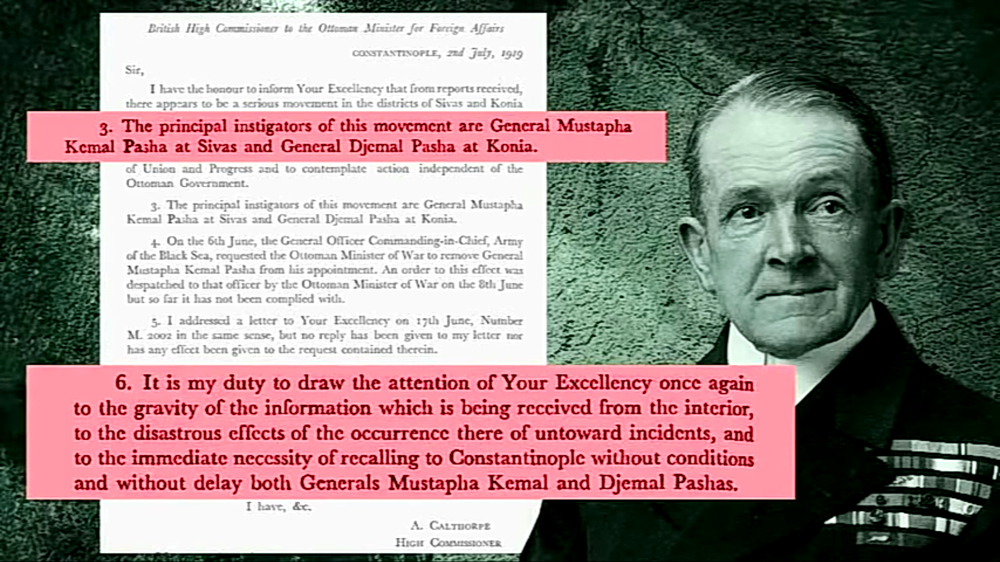 British High Commissioner to the Ottoman Minister for Foreign Affairs
CONSTANTINOPLE, 2nd July, 1919
Sir,
I have the honour to inform Your Excellency that from reports received,
there appears to be a serious movement in the districts of Sivas and Konia
3. The principal instigators of this movement are General Mustapha
Kemal Pasha at Sivas and General Djemal Pasha at Konia.
of Union and Progress and to contemplate action independent of the
Ottoman Government.
3. The principal instigators of this movement are General Mustapha
Kemal Pasha at Sivas and General Djemal Pasha at Konia.
4. On the 6th June, the General Officer Commanding-in-Chief, Army
of the Black Sea, requested the Ottoman Minister of War to remove General
Mustapha Kemal Pasha from his appointment. An order to this effect was
despatched to that officer by the Ottoman Minister of War on the 8th June
but so far it has not been complied with.
5. I addressed a letter to Your Excellency on 17th June, Number
M. 2002 in the same sense, but no reply has been given to my letter nor
has any effect been given to the request contained therein.
6. It is my duty to draw the attention of Your Excellency once again
to the gravity of the information which is being received from the interior,
to the disastrous effects of the occurrence there of untoward incidents, and
to the immediate necessity of recalling to Constantinople without conditions
and without delay both Generals Mustapha Kemal and Djemal Pashas.
I have, &c.
A. CALTHORPE
HIGH COMMISSIONER